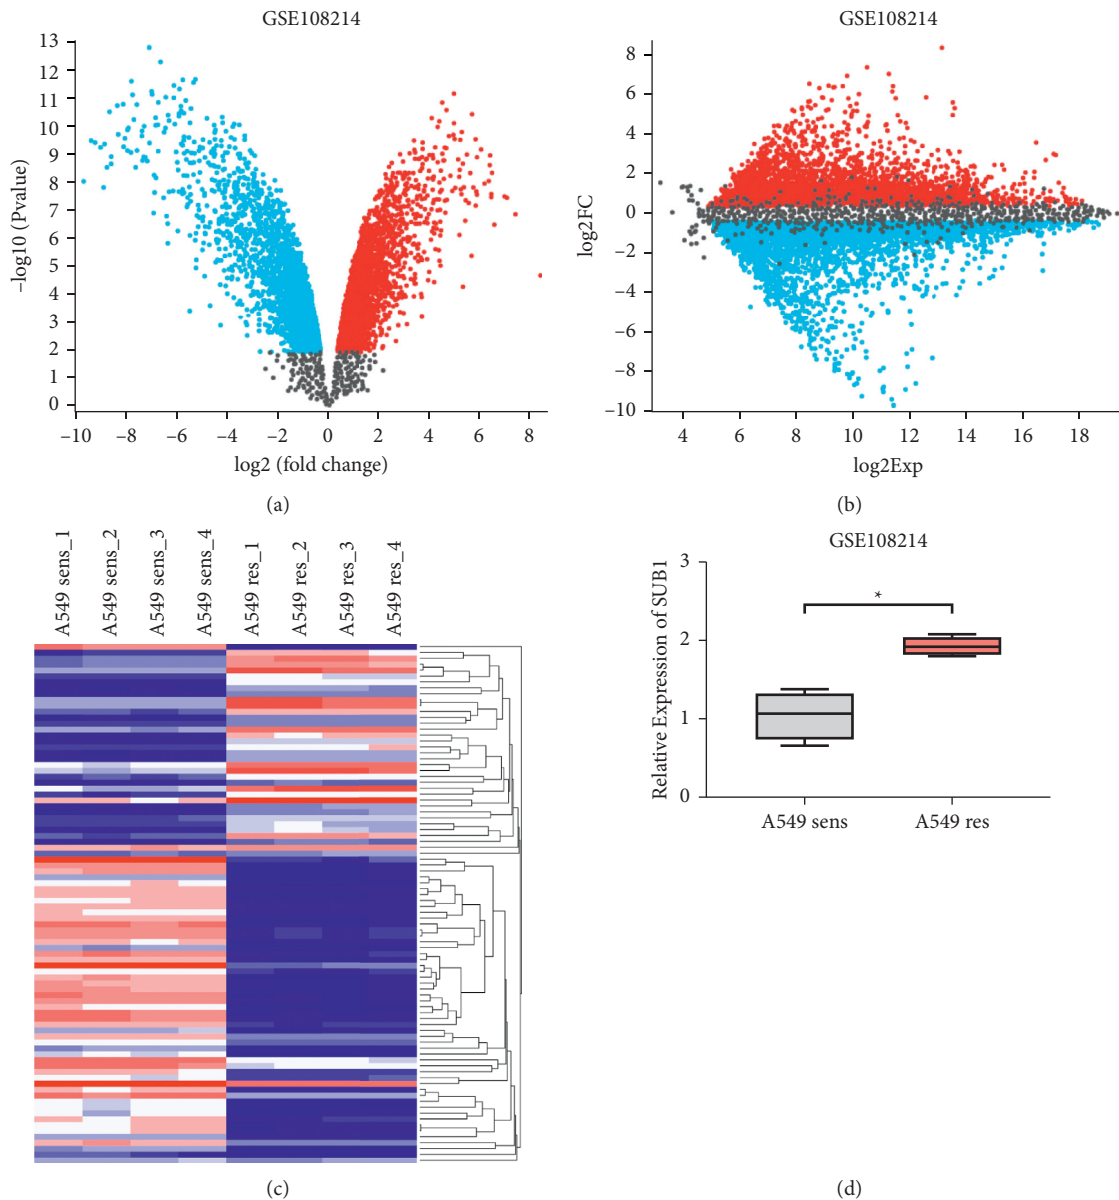 GSE108214
13
12
11
10
9
8
7
6
5
4
3
2
1
0
−log10 (Pvalue)
−10 −8 −6 −4 −2 0 2 4 6 8
log2 (fold change)
(a)
GSE108214
8
6
4
2
0
−2
−4
−6
−8
−10
log2FC
4 6 8 10 12 14 16 18
log2Exp
(b)
A549 sens_1
A549 sens_2
A549 sens_3
A549 sens_4
A549 res_1
A549 res_2
A549 res_3
A549 res_4
(c)
GSE108214
3
2
1
0
Relative Expression of SUB1
*
A549 sens A549 res
(d)